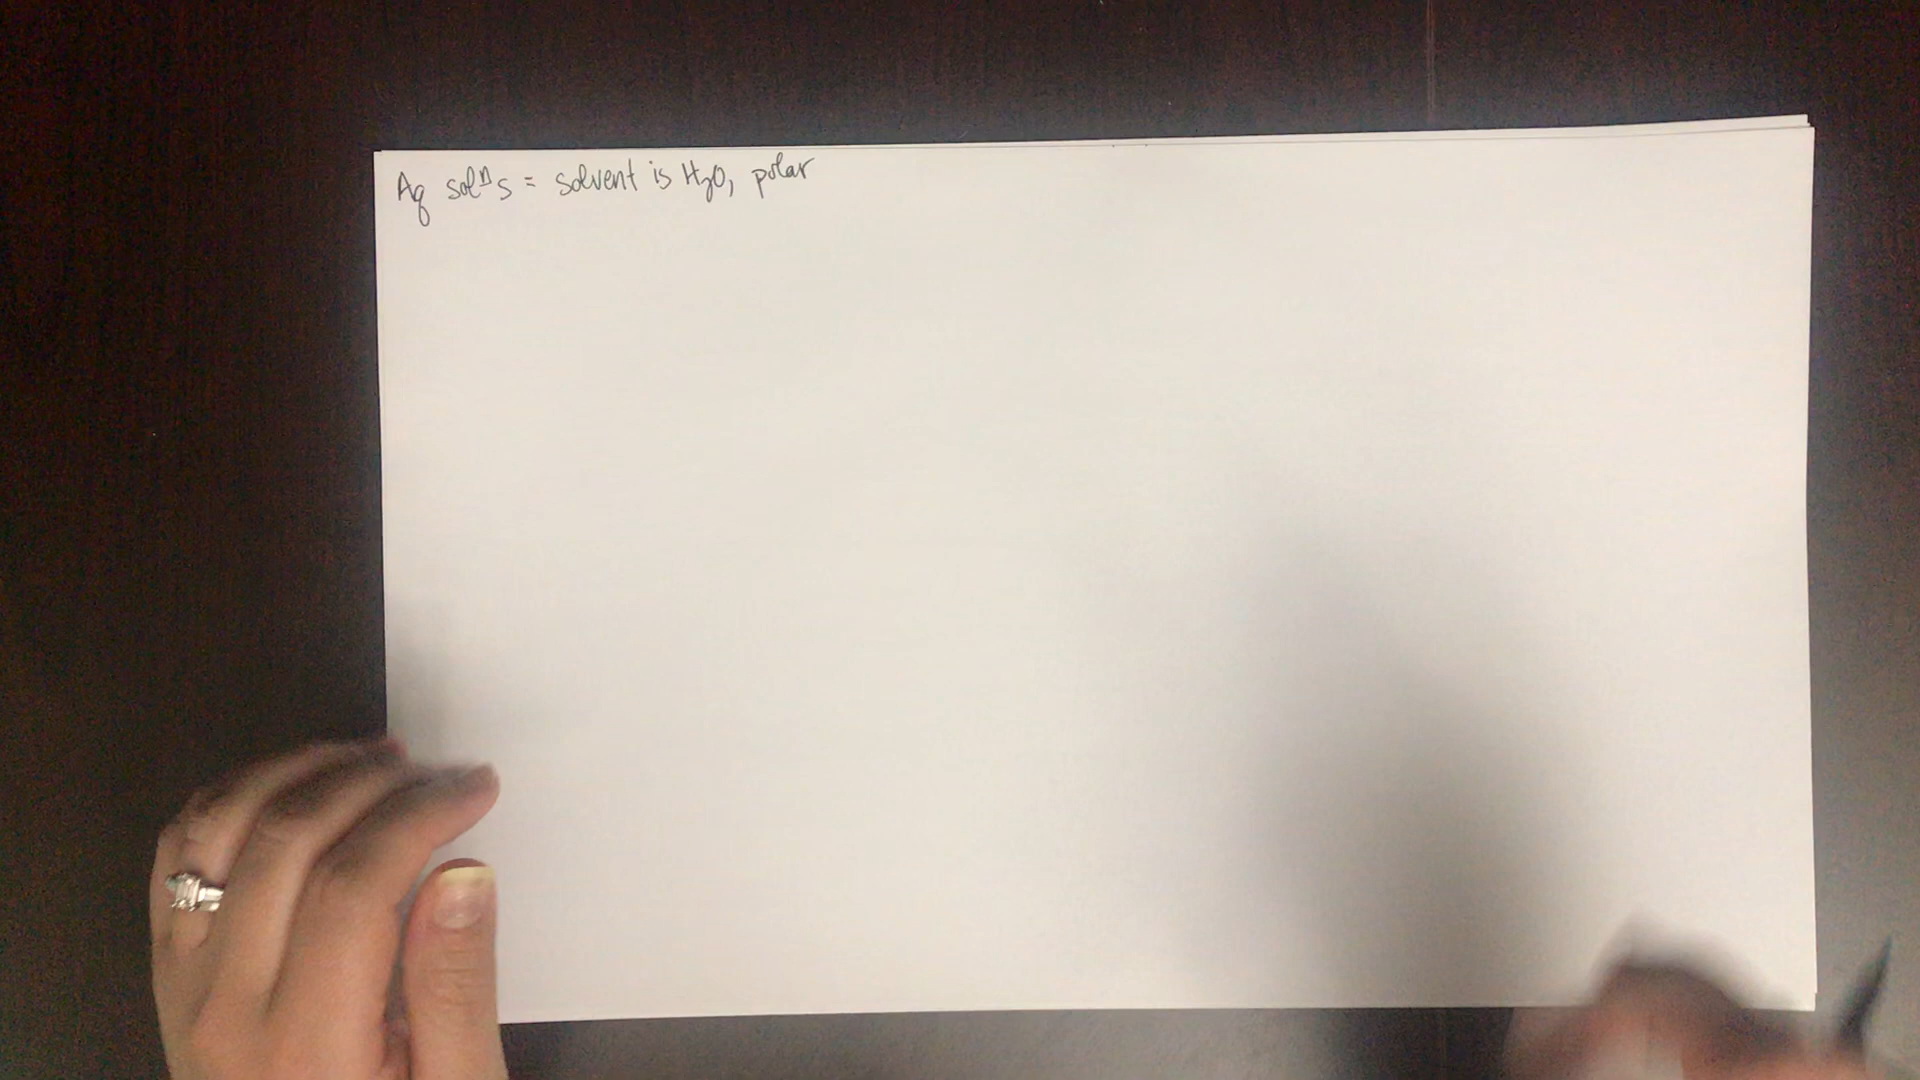 Aq solⁿs = solvent is H₂O, polar